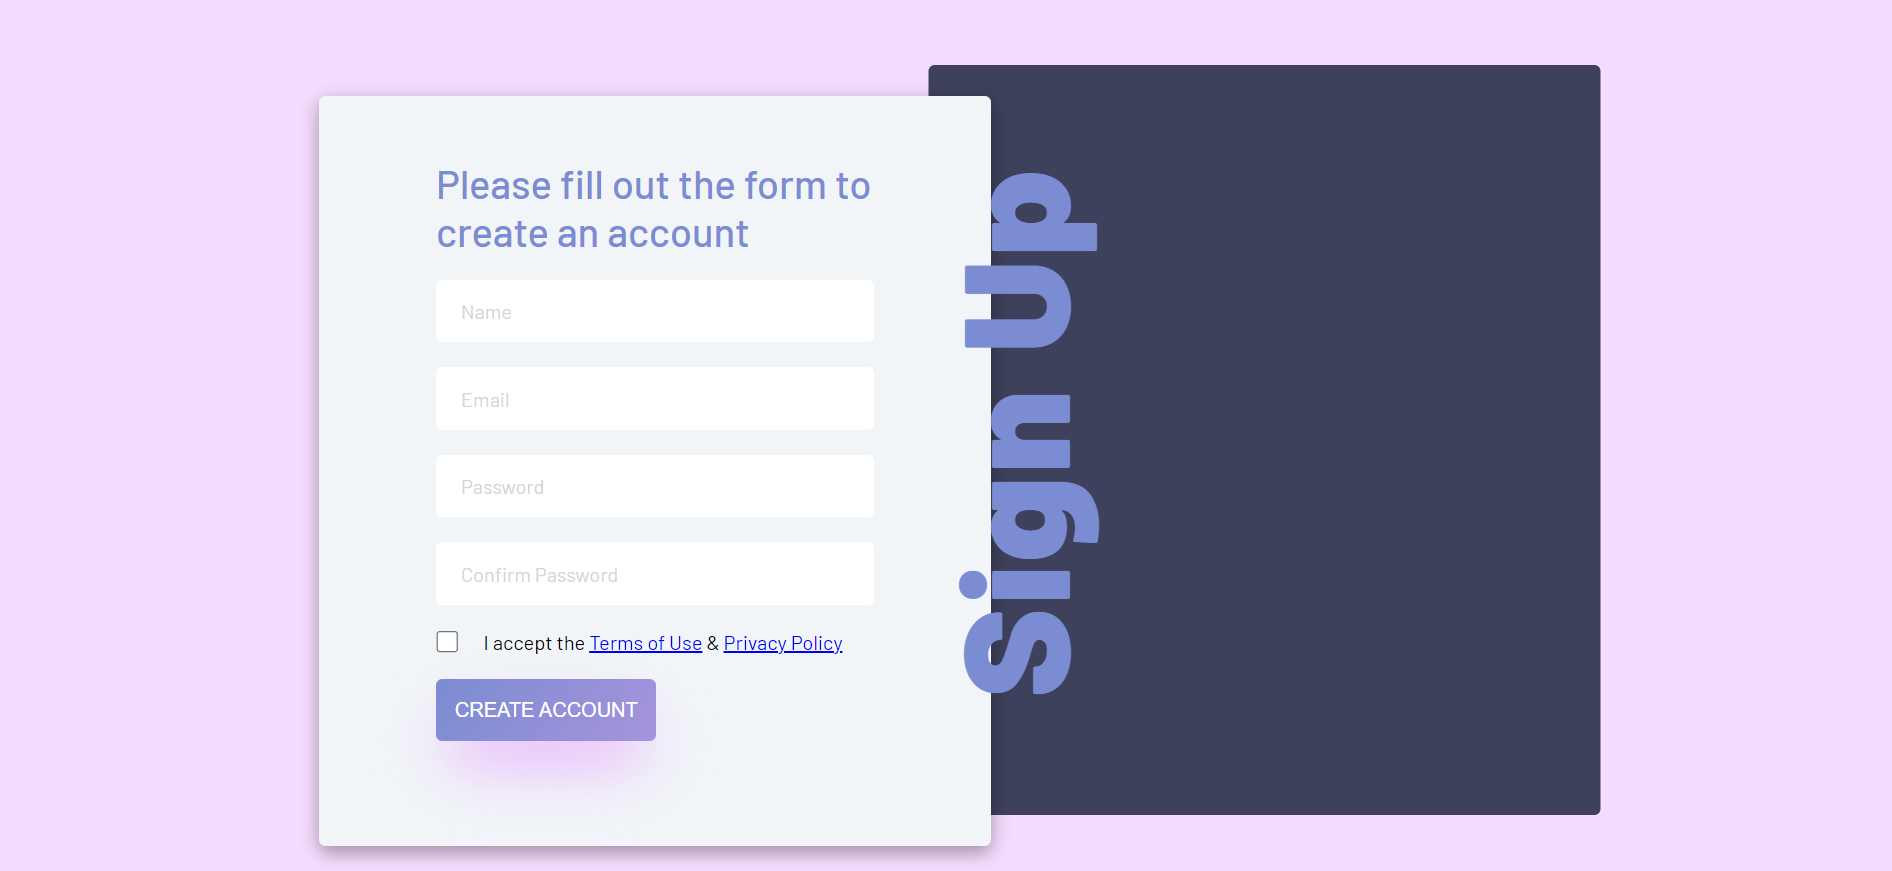 Please fill out the form to
create an account
Name
Email
Password
Confirm Password
I accept the Terms of Use & Privacy Policy
CREATE ACCOUNT
Sign Up